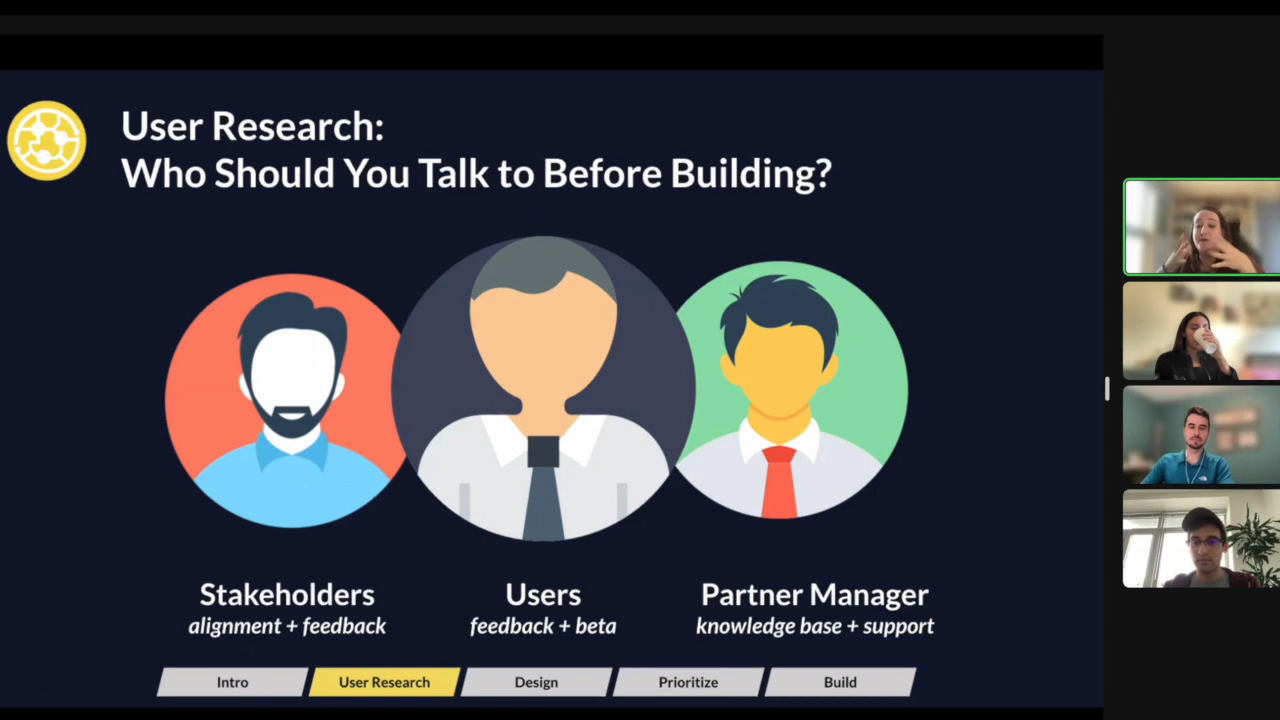 User Research:
Who Should You Talk to Before Building?
Stakeholders
alignment + feedback
Users
feedback + beta
Partner Manager
knowledge base + support
Intro
User Research
Design
Prioritize
Build